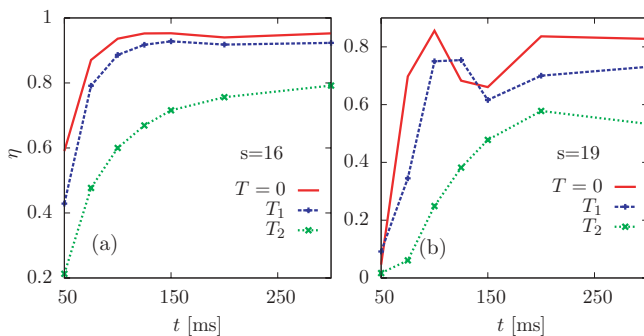 η
1
0.8
0.6
0.4
0.2
50
150
250
t [ms]
s=16
T = 0
T₁
T₂
(a)
0.8
0.6
0.4
0.2
0
50
150
250
t [ms]
s=19
T = 0
T₁
T₂
(b)